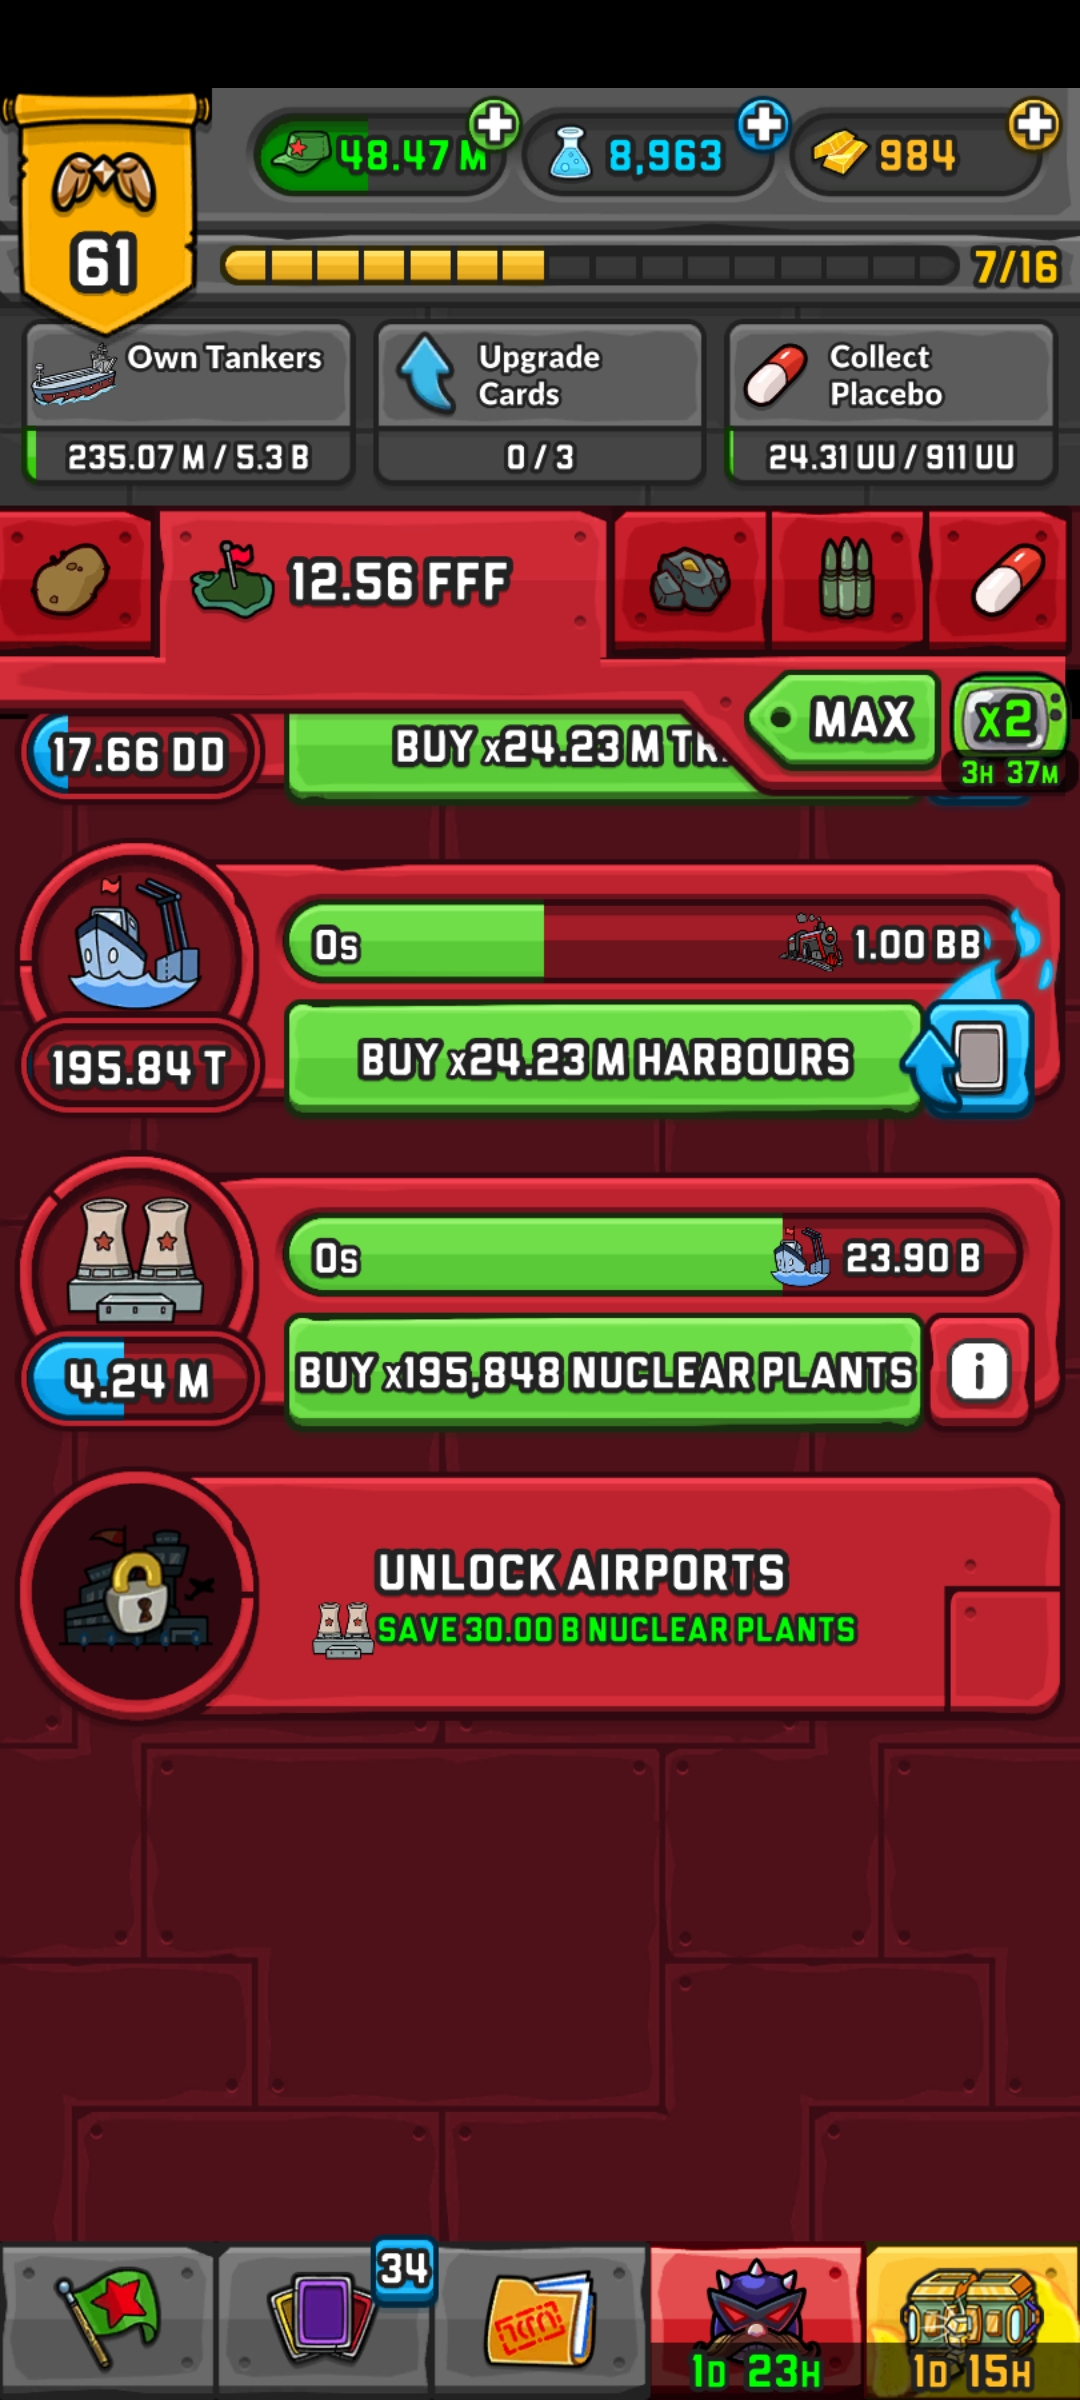 48.47 M
8,963
984
61
7/16
Own Tankers
235.07 M / 5.3 B
Upgrade
Cards
0 / 3
Collect
Placebo
24.31 UU / 911 UU
12.56 FFF
MAX
x2
3H 37M
17.66 DD
BUY x24.23 M
0s
1.00 BB
195.84 T
BUY x24.23 M HARBOURS
0s
23.90 B
4.24 M
BUY x195,848 NUCLEAR PLANTS
i
UNLOCK AIRPORTS
SAVE 30.00 B NUCLEAR PLANTS
34
1D 23H
1D 15H